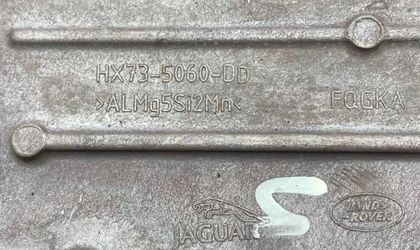 HX73-5060-DD
>ALMg5Si2Mn<
FQGKA
JAGUAR
LAND-
-ROVER